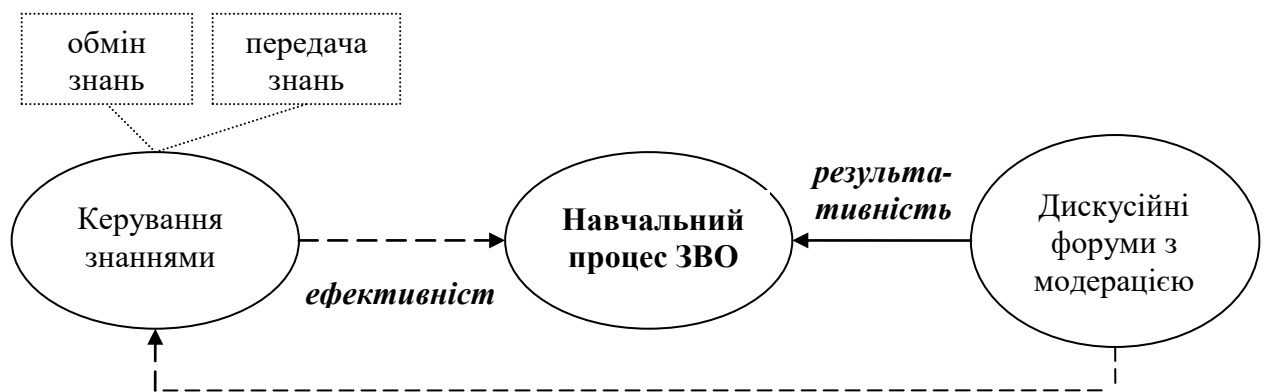 обмін
знань
передача
знань
Керування
знаннями
ефективніст
Навчальний
процес ЗВО
результа-
тивність
Дискусійні
форуми з
модерацією